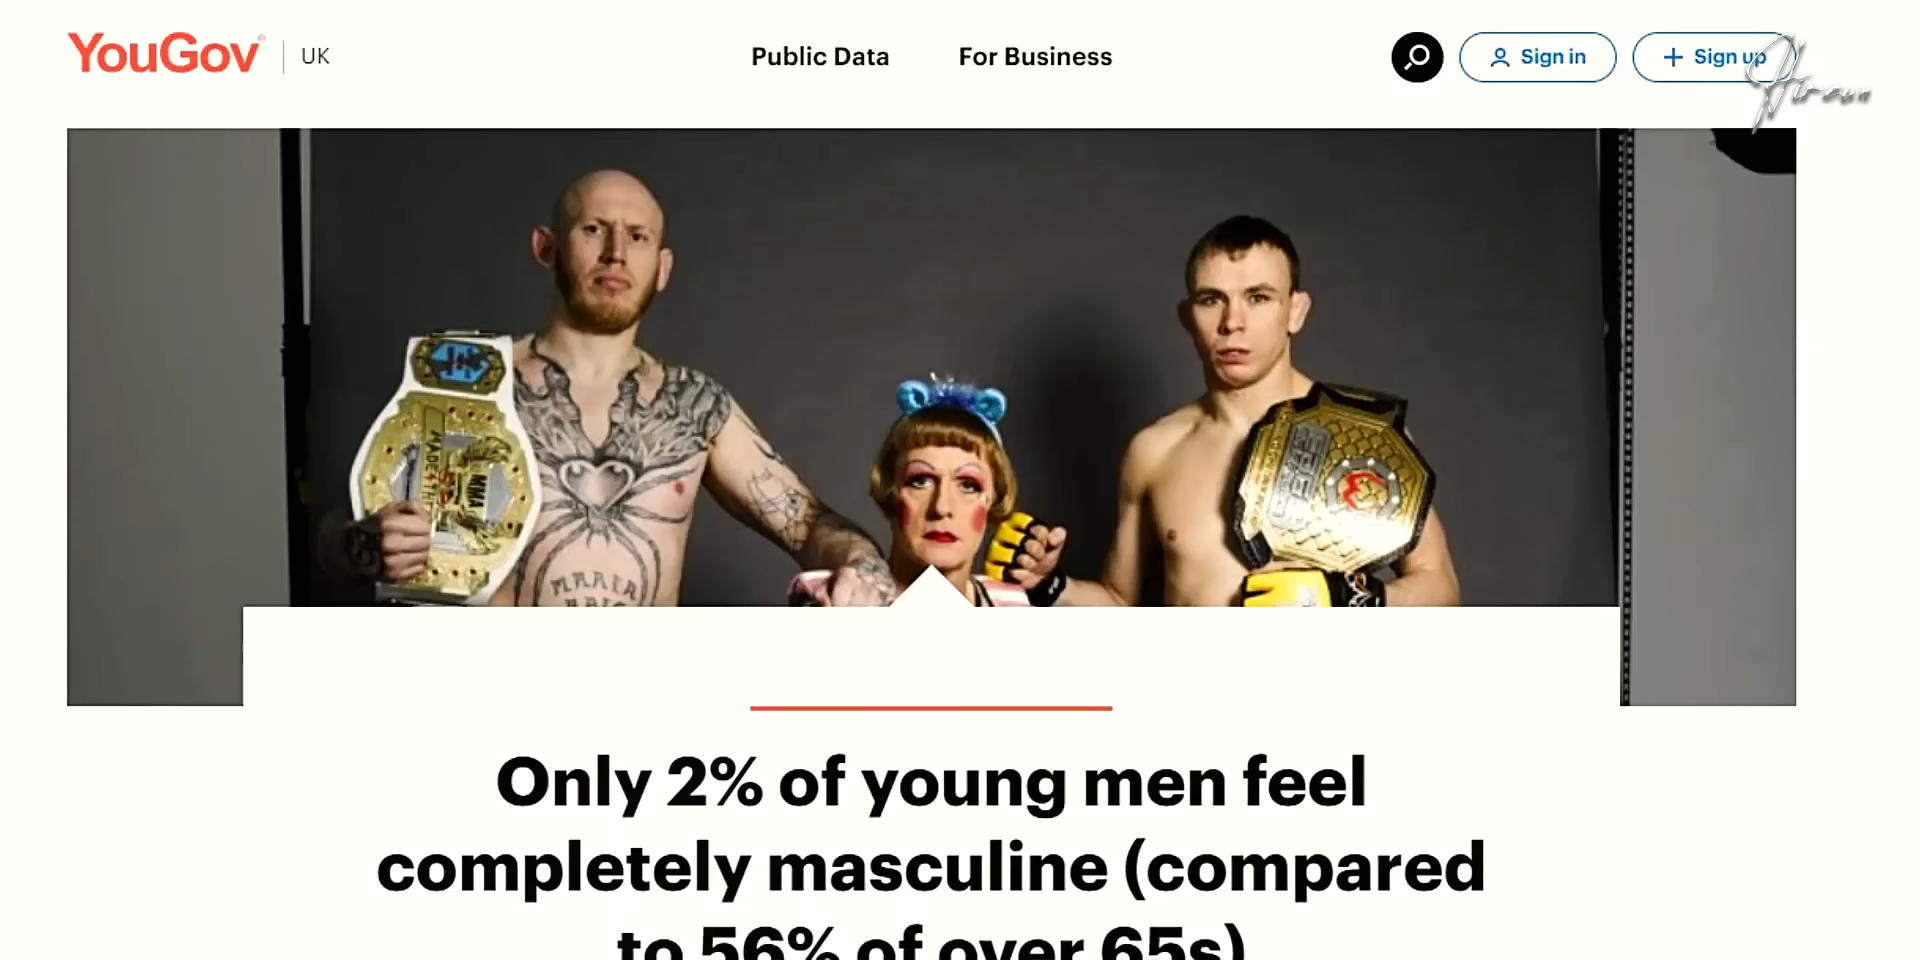 YouGov® UK
Public Data
For Business
Sign in
+ Sign up
MMA
Only 2% of young men feel
completely masculine (compared
to 56% of over 65s)